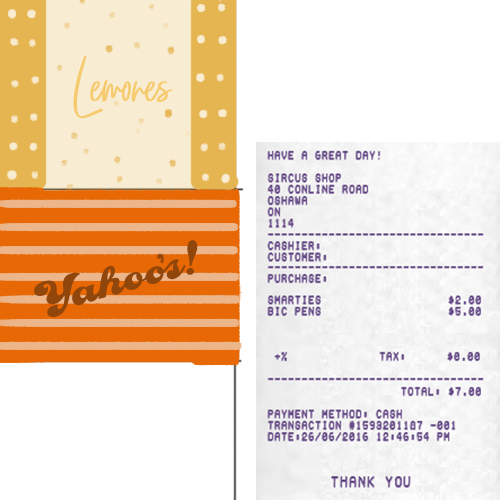 Lemones
Yahoo's!
HAVE A GREAT DAY!
SIRCUS SHOP
40 CONLINE ROAD
OSHAWA
ON
1114
CASHIER:
CUSTOMER:
PURCHASE:
SMARTIES $2.00
BIC PENS $5.00
+% TAX: $0.00
TOTAL: $7.00
PAYMENT METHOD: CASH
TRANSACTION #1593201187 -001
DATE:26/06/2016 12:46:54 PM
THANK YOU